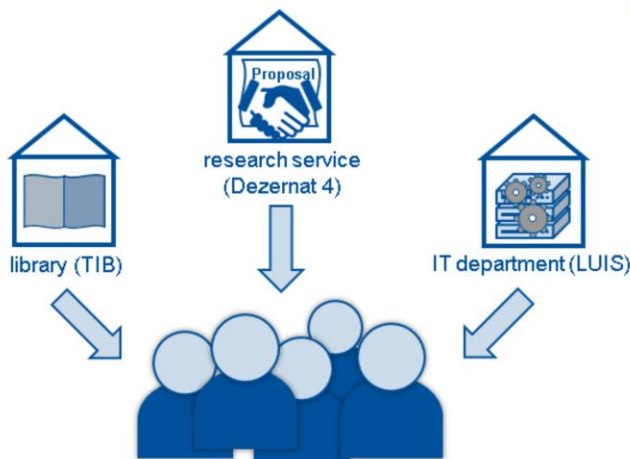 Proposal
research service
(Dezernat 4)
library (TIB)
IT department (LUIS)